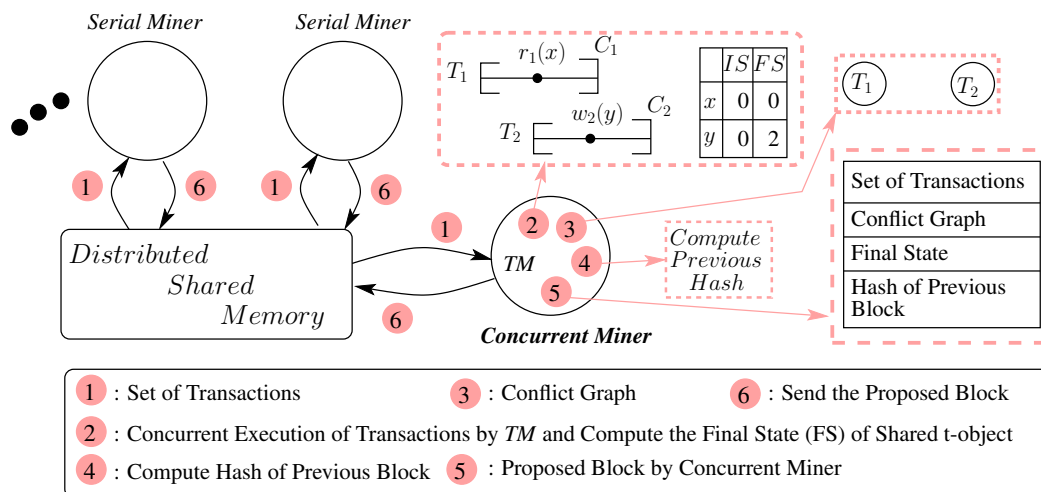 Serial Miner
Serial Miner
1
6
1
6
Distributed
Shared
Memory
1
6
TM
2
3
4
5
Concurrent Miner
T1
r1(x)
C1
T2
w2(y)
C2
IS FS
x 0 0
y 0 2
T1
T2
Compute
Previous
Hash
Set of Transactions
Conflict Graph
Final State
Hash of Previous
Block
1 : Set of Transactions
3 : Conflict Graph
6 : Send the Proposed Block
2 : Concurrent Execution of Transactions by TM and Compute the Final State (FS) of Shared t-object
4 : Compute Hash of Previous Block
5 : Proposed Block by Concurrent Miner